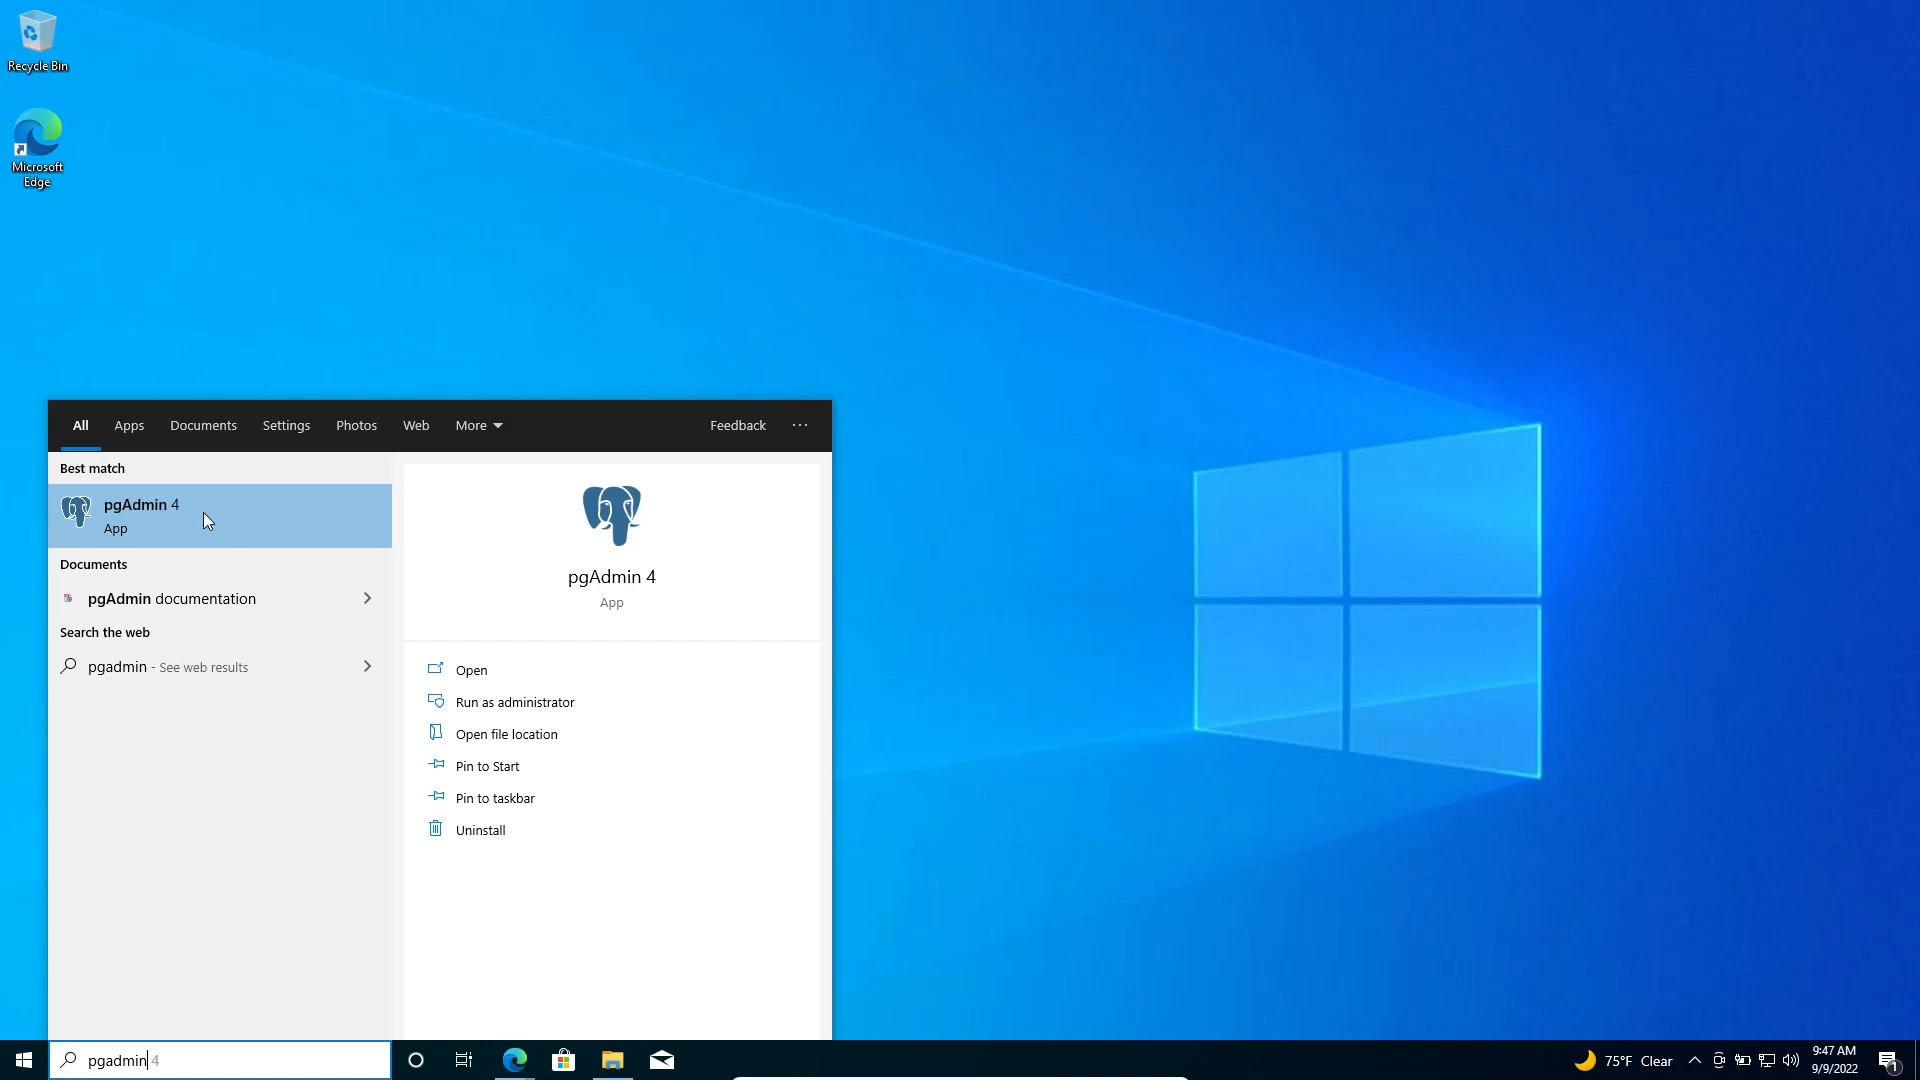 Recycle Bin
Microsoft
Edge
All Apps Documents Settings Photos Web More Feedback ...
Best match
pgAdmin 4
App
Documents
pgAdmin documentation
Search the web
pgadmin - See web results
pgAdmin 4
App
Open
Run as administrator
Open file location
Pin to Start
Pin to taskbar
Uninstall
pgadmin 4
75°F Clear
9:47 AM
9/9/2022
1